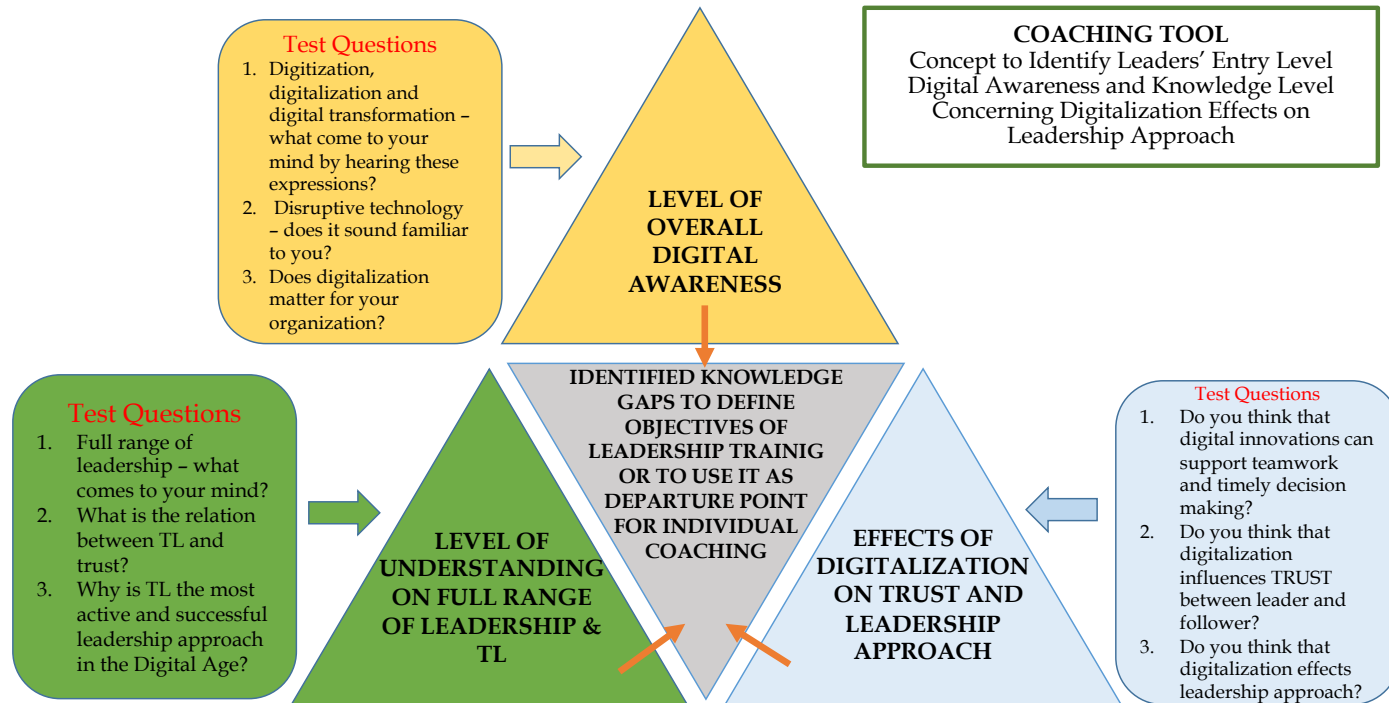 Test Questions
1. Digitization,
digitalization and
digital transformation –
what come to your
mind by hearing these
expressions?
2. Disruptive technology
– does it sound familiar
to you?
3. Does digitalization
matter for your
organization?
COACHING TOOL
Concept to Identify Leaders’ Entry Level
Digital Awareness and Knowledge Level
Concerning Digitalization Effects on
Leadership Approach
LEVEL OF
OVERALL
DIGITAL
AWARENESS
Test Questions
1. Full range of
leadership – what
comes to your mind?
2. What is the relation
between TL and
trust?
3. Why is TL the most
active and successful
leadership approach
in the Digital Age?
LEVEL OF
UNDERSTANDING
ON FULL RANGE
OF LEADERSHIP &
TL
IDENTIFIED KNOWLEDGE
GAPS TO DEFINE
OBJECTIVES OF
LEADERSHIP TRAINIG
OR TO USE IT AS
DEPARTURE POINT
FOR INDIVIDUAL
COACHING
EFFECTS OF
DIGITALIZATION
ON TRUST AND
LEADERSHIP
APPROACH
Test Questions
1. Do you think that
digital innovations can
support teamwork
and timely decision
making?
2. Do you think that
digitalization
influences TRUST
between leader and
follower?
3. Do you think that
digitalization effects
leadership approach?